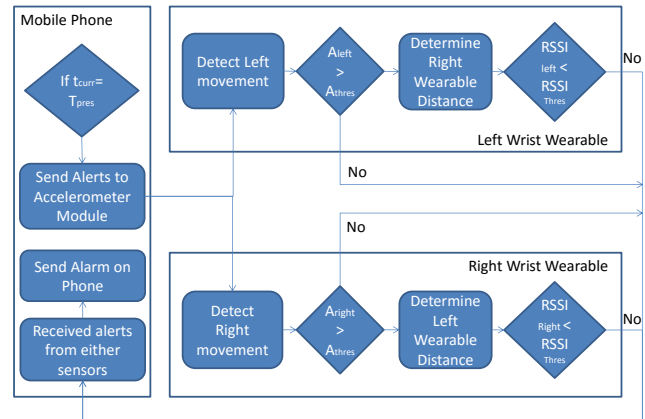 Mobile Phone
If tcurr=
Tpres
Send Alerts to
Accelerometer
Module
Send Alarm on
Phone
Received alerts
from either
sensors
Detect Left
movement
Aleft
>
Athres
Determine
Right
Wearable
Distance
RSSI
left <
RSSI
Thres
No
Left Wrist Wearable
No
No
Right Wrist Wearable
Detect
Right
movement
Aright
>
Athres
Determine
Left
Wearable
Distance
RSSI
Right <
RSSI
Thres
No